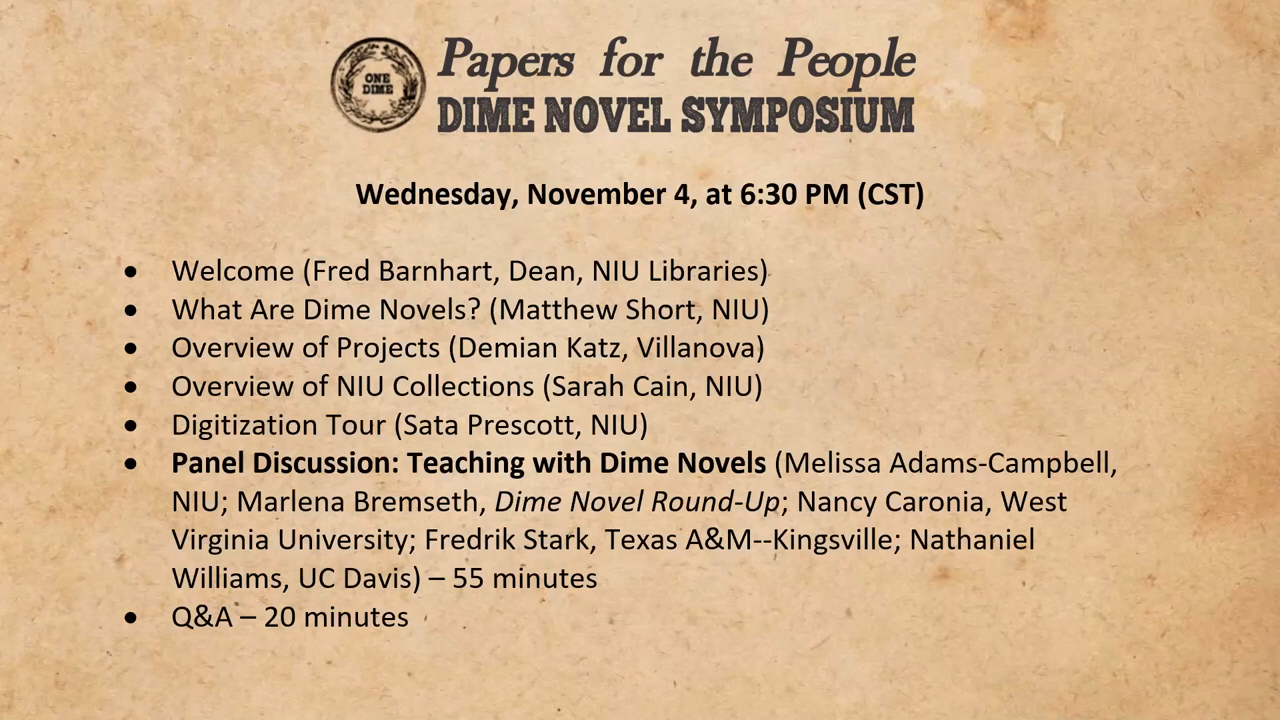 ONE
DIME
Papers for the People
DIME NOVEL SYMPOSIUM
Wednesday, November 4, at 6:30 PM (CST)
• Welcome (Fred Barnhart, Dean, NIU Libraries)
• What Are Dime Novels? (Matthew Short, NIU)
• Overview of Projects (Demian Katz, Villanova)
• Overview of NIU Collections (Sarah Cain, NIU)
• Digitization Tour (Sata Prescott, NIU)
• Panel Discussion: Teaching with Dime Novels (Melissa Adams-Campbell,
NIU; Marlena Bremseth, Dime Novel Round-Up; Nancy Caronia, West
Virginia University; Fredrik Stark, Texas A&M--Kingsville; Nathaniel
Williams, UC Davis) – 55 minutes
• Q&A – 20 minutes